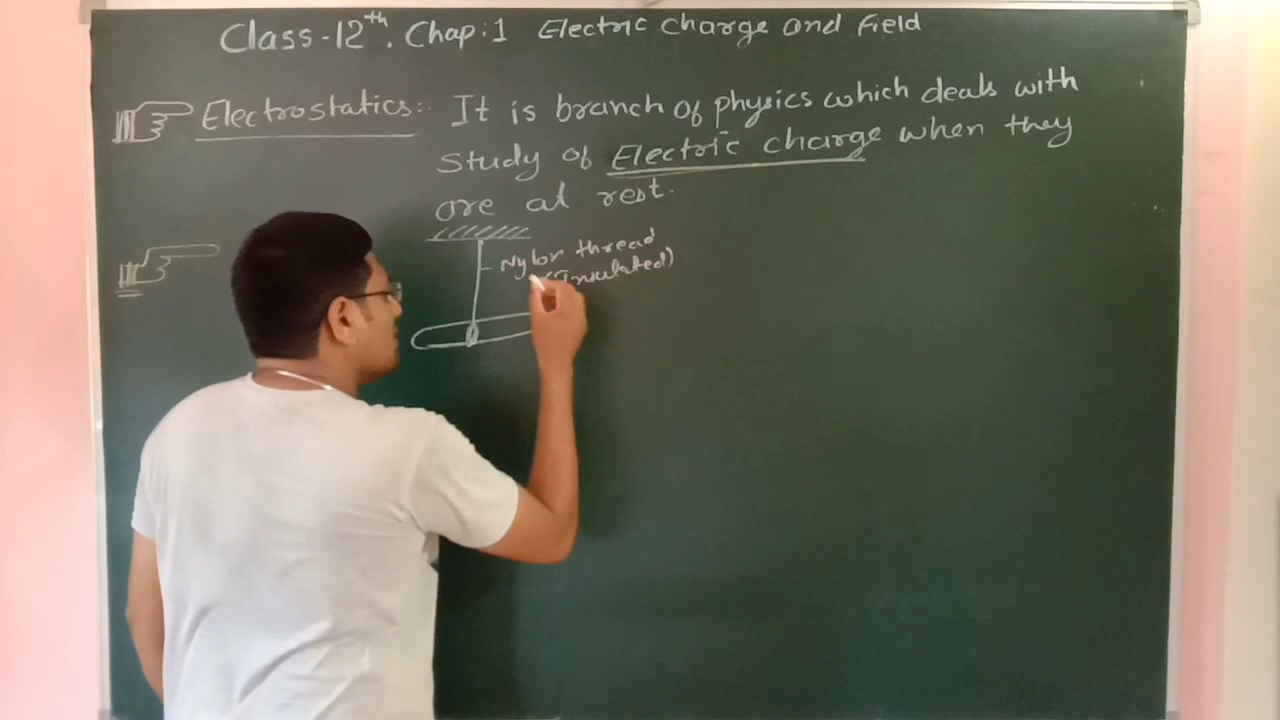 Class-12th. Chap:1 Electric charge and Field
Electrostatics:- It is branch of physics which deals with
study of Electric charge when they
are at rest.
Nylon thread
(Insulated)